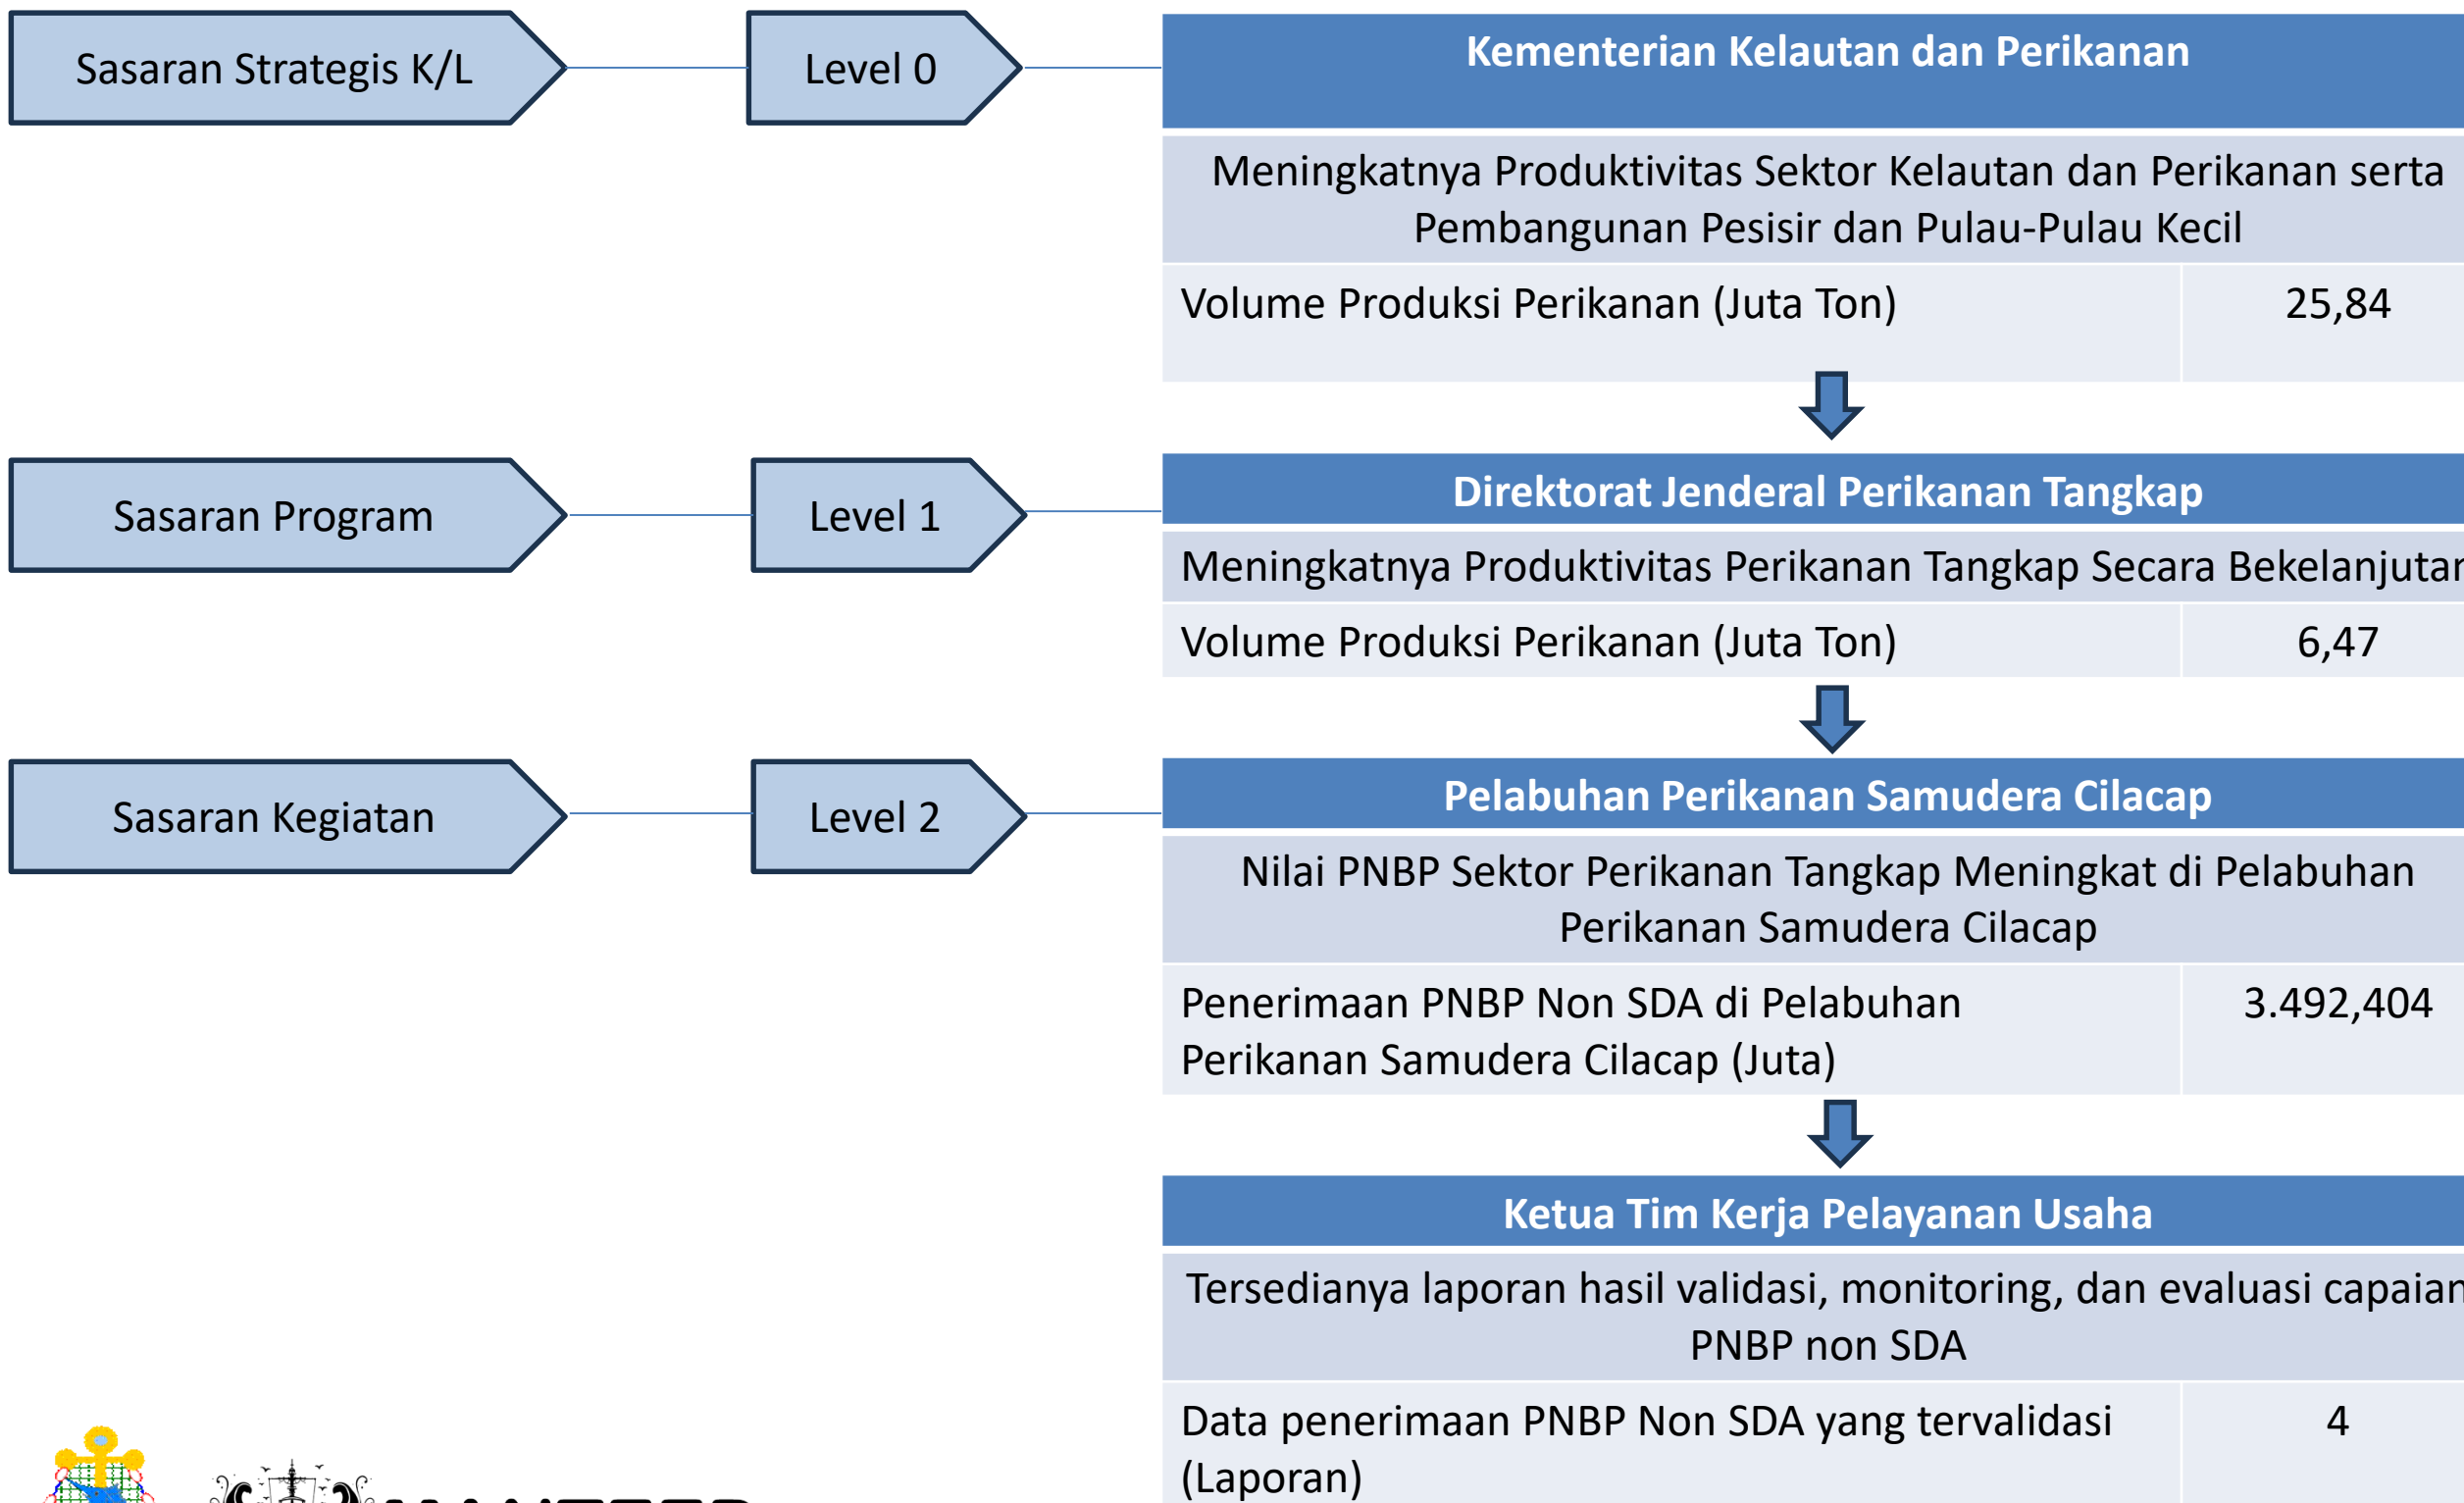 Sasaran Strategis K/L
Level 0
Kementerian Kelautan dan Perikanan
Meningkatnya Produktivitas Sektor Kelautan dan Perikanan serta
Pembangunan Pesisir dan Pulau-Pulau Kecil
Volume Produksi Perikanan (Juta Ton)
25,84
Sasaran Program
Level 1
Direktorat Jenderal Perikanan Tangkap
Meningkatnya Produktivitas Perikanan Tangkap Secara Bekelanjutan
Volume Produksi Perikanan (Juta Ton)
6,47
Sasaran Kegiatan
Level 2
Pelabuhan Perikanan Samudera Cilacap
Nilai PNBP Sektor Perikanan Tangkap Meningkat di Pelabuhan
Perikanan Samudera Cilacap
Penerimaan PNBP Non SDA di Pelabuhan
Perikanan Samudera Cilacap (Juta)
3.492,404
Ketua Tim Kerja Pelayanan Usaha
Tersedianya laporan hasil validasi, monitoring, dan evaluasi capaian
PNBP non SDA
Data penerimaan PNBP Non SDA yang tervalidasi
(Laporan)
4